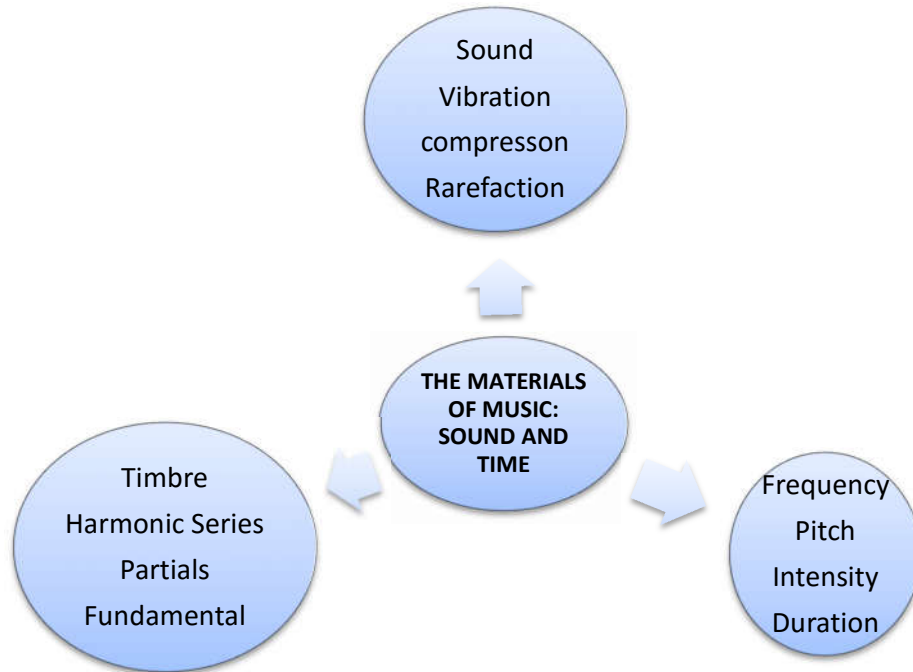 Sound
Vibration
compresson
Rarefaction
THE MATERIALS
OF MUSIC:
SOUND AND
TIME
Timbre
Harmonic Series
Partials
Fundamental
Frequency
Pitch
Intensity
Duration